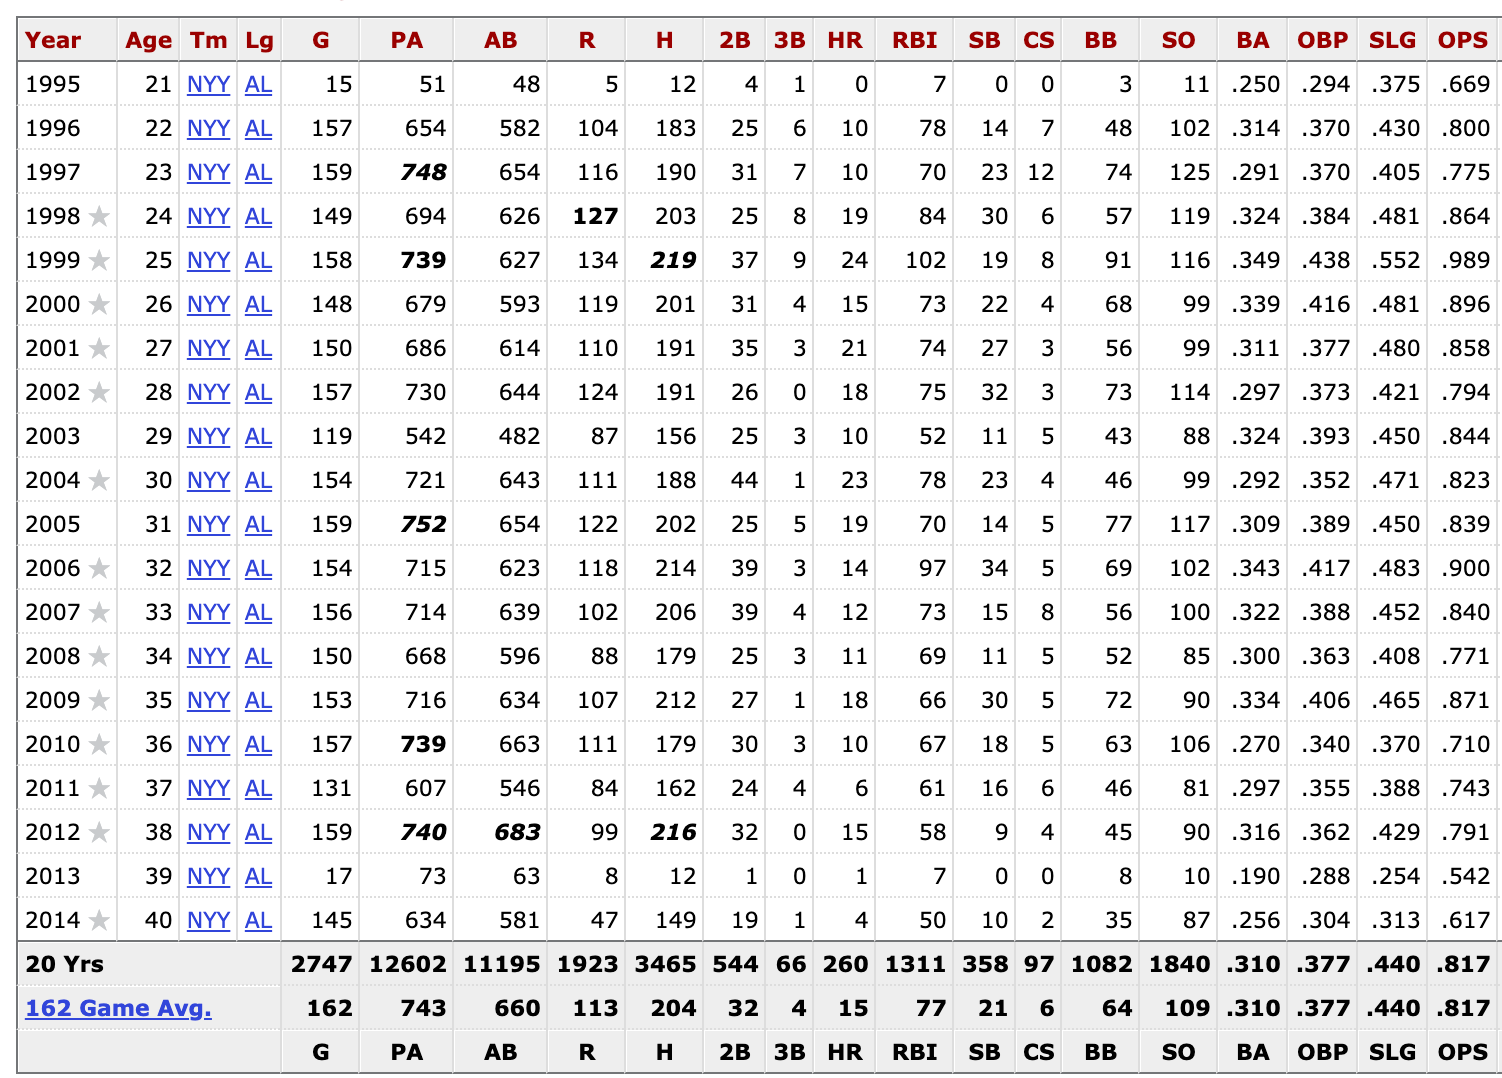 Year Age Tm Lg G PA AB R H 2B 3B HR RBI SB CS BB SO BA OBP SLG OPS
1995 21 NYY AL 15 51 48 5 12 4 1 0 7 0 0 3 11 .250 .294 .375 .669
1996 22 NYY AL 157 654 582 104 183 25 6 10 78 14 7 48 102 .314 .370 .430 .800
1997 23 NYY AL 159 748 654 116 190 31 7 10 70 23 12 74 125 .291 .370 .405 .775
1998 ★ 24 NYY AL 149 694 626 127 203 25 8 19 84 30 6 57 119 .324 .384 .481 .864
1999 ★ 25 NYY AL 158 739 627 134 219 37 9 24 102 19 8 91 116 .349 .438 .552 .989
2000 ★ 26 NYY AL 148 679 593 119 201 31 4 15 73 22 4 68 99 .339 .416 .481 .896
2001 ★ 27 NYY AL 150 686 614 110 191 35 3 21 74 27 3 56 99 .311 .377 .480 .858
2002 ★ 28 NYY AL 157 730 644 124 191 26 0 18 75 32 3 73 114 .297 .373 .421 .794
2003 29 NYY AL 119 542 482 87 156 25 3 10 52 11 5 43 88 .324 .393 .450 .844
2004 ★ 30 NYY AL 154 721 643 111 188 44 1 23 78 23 4 46 99 .292 .352 .471 .823
2005 31 NYY AL 159 752 654 122 202 25 5 19 70 14 5 77 117 .309 .389 .450 .839
2006 ★ 32 NYY AL 154 715 623 118 214 39 3 14 97 34 5 69 102 .343 .417 .483 .900
2007 ★ 33 NYY AL 156 714 639 102 206 39 4 12 73 15 8 56 100 .322 .388 .452 .840
2008 ★ 34 NYY AL 150 668 596 88 179 25 3 11 69 11 5 52 85 .300 .363 .408 .771
2009 ★ 35 NYY AL 153 716 634 107 212 27 1 18 66 30 5 72 90 .334 .406 .465 .871
2010 ★ 36 NYY AL 157 739 663 111 179 30 3 10 67 18 5 63 106 .270 .340 .370 .710
2011 ★ 37 NYY AL 131 607 546 84 162 24 4 6 61 16 6 46 81 .297 .355 .388 .743
2012 ★ 38 NYY AL 159 740 683 99 216 32 0 15 58 9 4 45 90 .316 .362 .429 .791
2013 39 NYY AL 17 73 63 8 12 1 0 1 7 0 0 8 10 .190 .288 .254 .542
2014 ★ 40 NYY AL 145 634 581 47 149 19 1 4 50 10 2 35 87 .256 .304 .313 .617
20 Yrs 2747 12602 11195 1923 3465 544 66 260 1311 358 97 1082 1840 .310 .377 .440 .817
162 Game Avg. 162 743 660 113 204 32 4 15 77 21 6 64 109 .310 .377 .440 .817
G PA AB R H 2B 3B HR RBI SB CS BB SO BA OBP SLG OPS